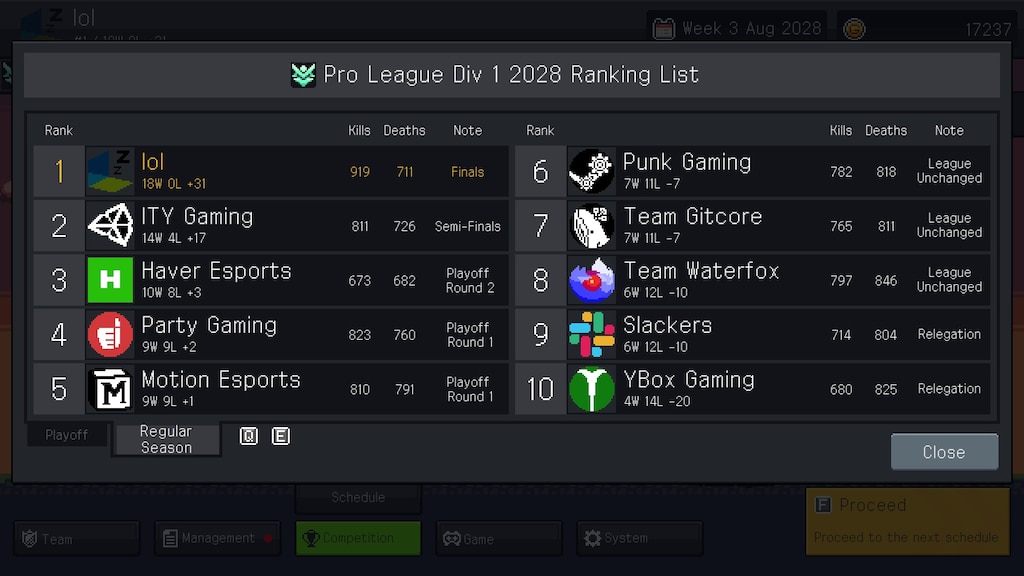 lol
Week 3 Aug 2028
17237
Pro League Div 1 2028 Ranking List
Rank Kills Deaths Note
1 lol 919 711 Finals
18W 0L +31
2 ITY Gaming 811 726 Semi-Finals
14W 4L +17
3 H Haver Esports 673 682 Playoff Round 2
10W 8L +3
4 Party Gaming 823 760 Playoff Round 1
9W 9L +2
5 M Motion Esports 810 791 Playoff Round 1
9W 9L +1
Rank Kills Deaths Note
6 Punk Gaming 782 818 League Unchanged
7W 11L -7
7 Team Gitcore 765 811 League Unchanged
7W 11L -7
8 Team Waterfox 797 846 League Unchanged
6W 12L -10
9 Slackers 714 804 Relegation
6W 12L -10
10 YBox Gaming 680 825 Relegation
4W 14L -20
Playoff
Regular
Season
Q E
Close
Schedule
Team Management Competition Game System
F Proceed
Proceed to the next schedule